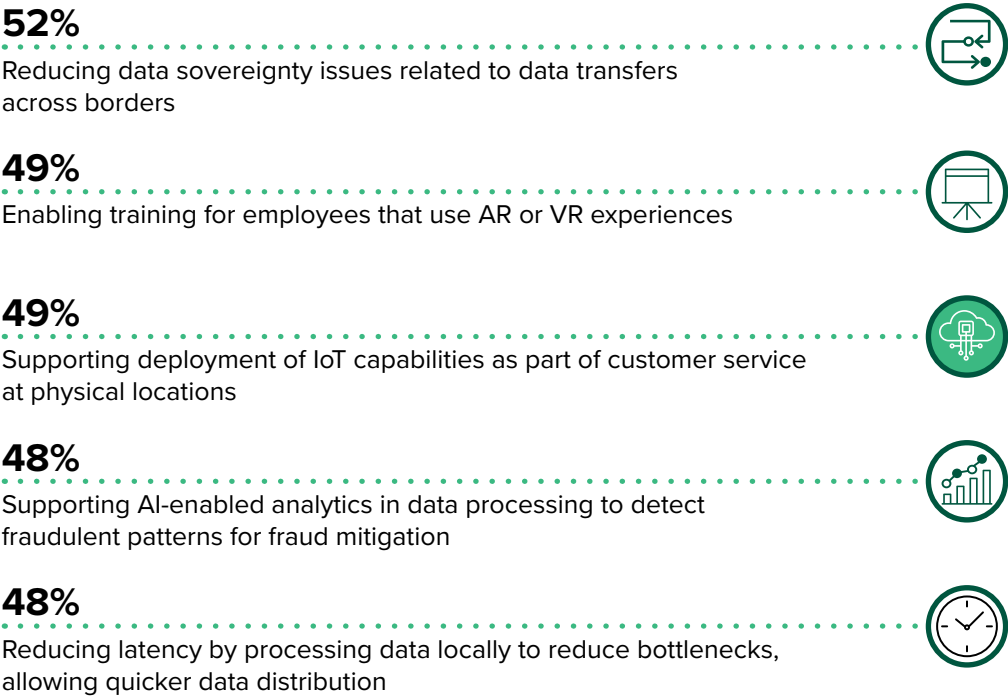 52%
Reducing data sovereignty issues related to data transfers
across borders
49%
Enabling training for employees that use AR or VR experiences
49%
Supporting deployment of IoT capabilities as part of customer service
at physical locations
48%
Supporting AI-enabled analytics in data processing to detect
fraudulent patterns for fraud mitigation
48%
Reducing latency by processing data locally to reduce bottlenecks,
allowing quicker data distribution